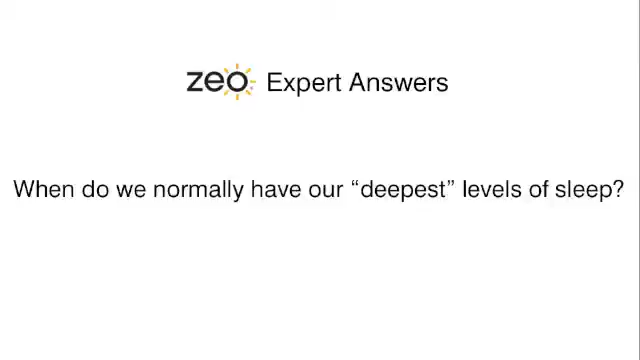 zeo Expert Answers
When do we normally have our “deepest” levels of sleep?